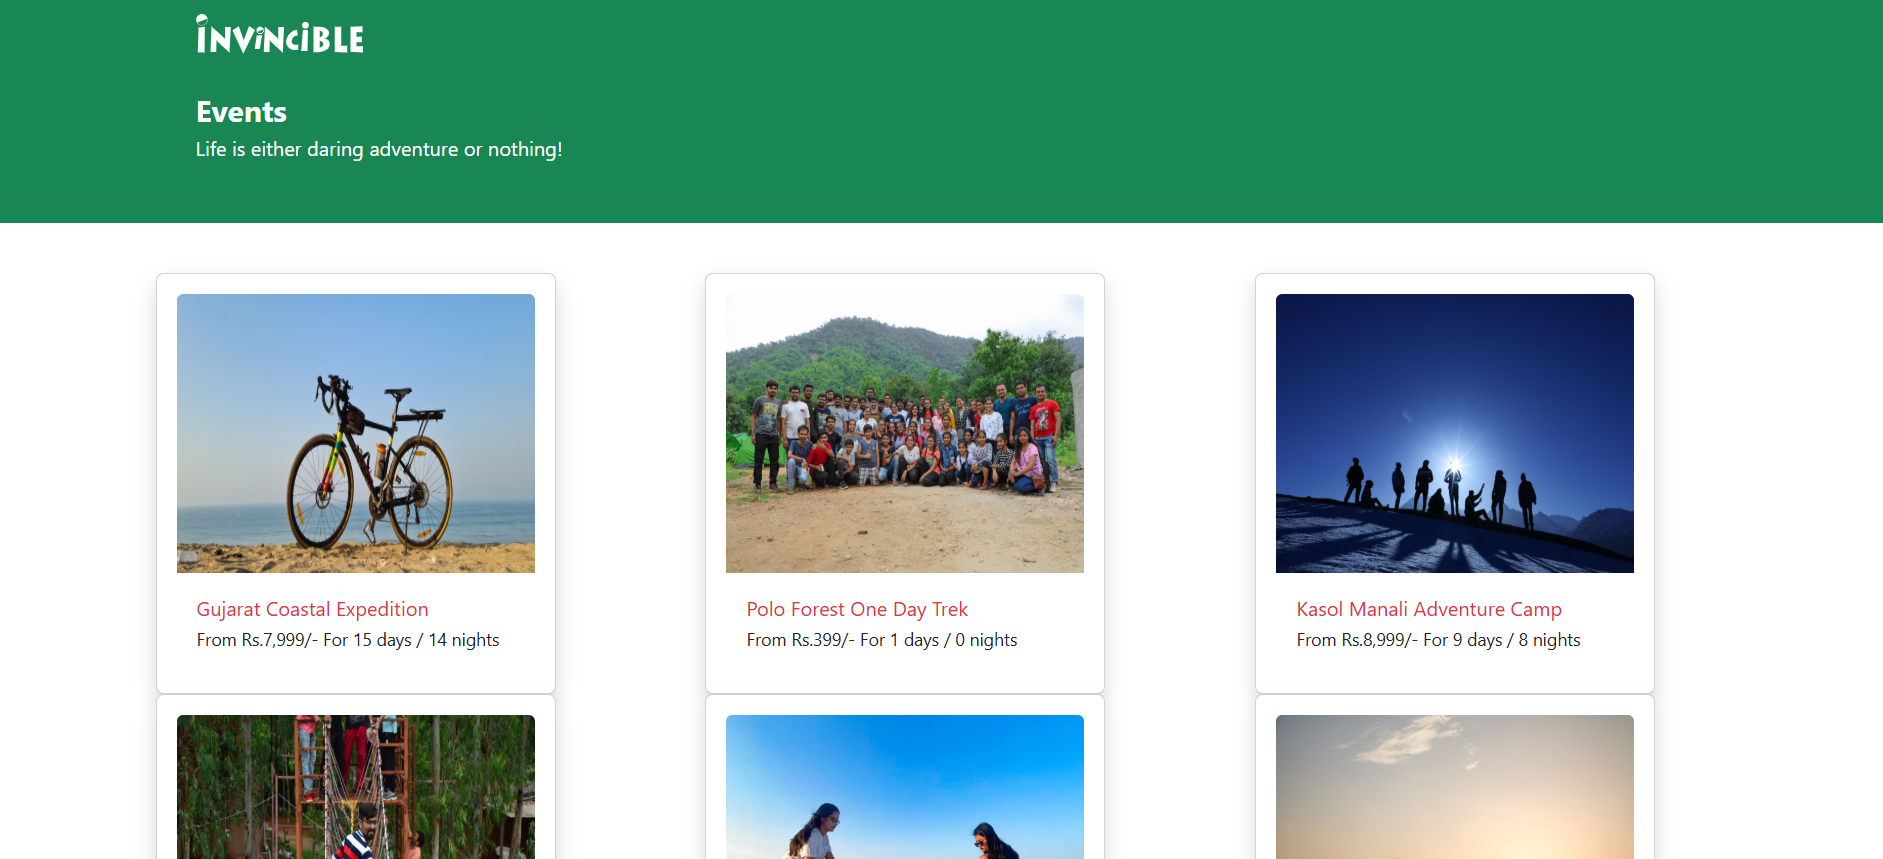 INVINCIBLE
Events
Life is either daring adventure or nothing!
Gujarat Coastal Expedition
From Rs.7,999/- For 15 days / 14 nights
Polo Forest One Day Trek
From Rs.399/- For 1 days / 0 nights
Kasol Manali Adventure Camp
From Rs.8,999/- For 9 days / 8 nights